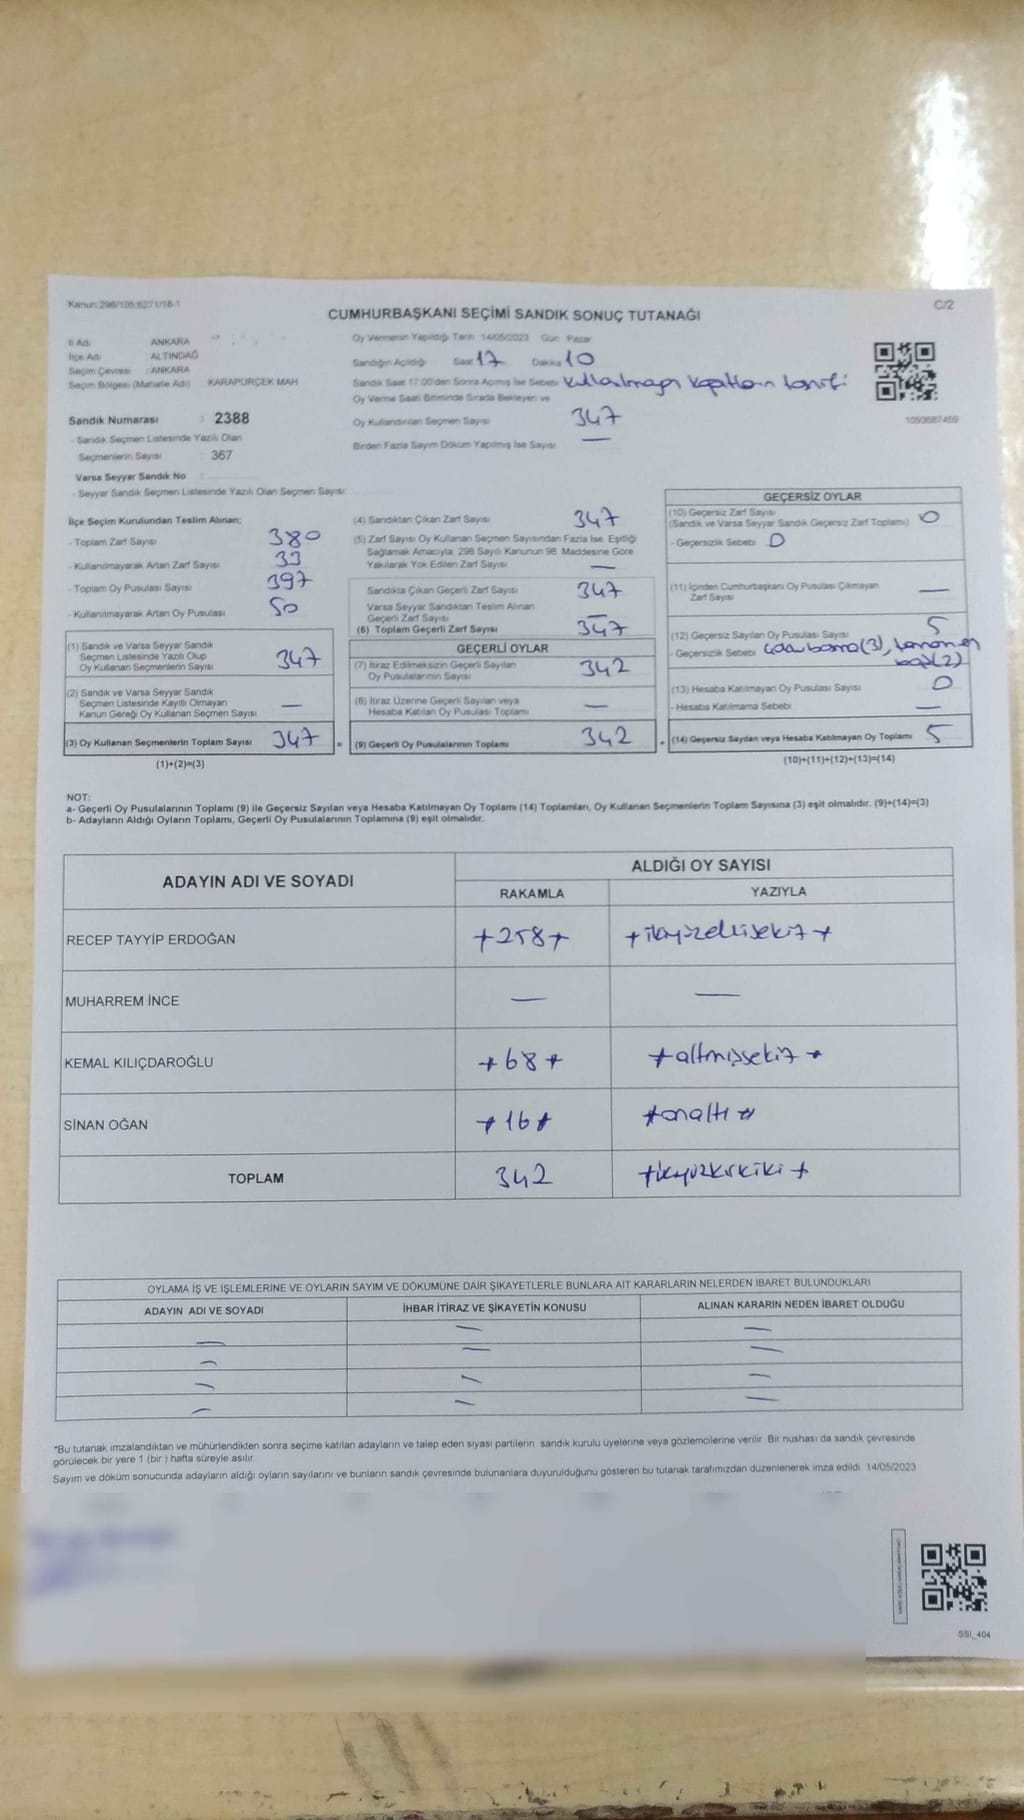 Kanun:298/105;6271/18-1
C/2
CUMHURBAŞKANI SEÇİMİ SANDIK SONUÇ TUTANAĞI
İl Adı ANKARA
İlçe Adı : ALTINDAĞ
Seçim Çevresi : ANKARA
Seçim Bölgesi (Mahalle Adı) KARAPÜRÇEK MAH
Sandık Numarası : 2388
- Sandık Seçmen Listesinde Yazılı Olan
Seçmenlerin Sayısı : 367
Varsa Seyyar Sandık No :
- Seyyar Sandık Seçmen Listesinde Yazılı Olan Seçmen Sayısı
Oy Vermenin Yapıldığı Tarih 14/05/2023 Gün Pazar
Sandığın Açıldığı Saat 17 Dakika 10
Sandık Saat 17:00'den Sonra Açılmış İse Sebebi
Oy Verme Saati Bitiminde Sırada Bekleyen ve
Oy Kullandırılan Seçmen Sayısı 347
Birden Fazla Sayım Döküm Yapılmış İse Sayısı —
1093687459
İlçe Seçim Kurulundan Teslim Alınan;
- Toplam Zarf Sayısı 380
- Kullanılmayarak Artan Zarf Sayısı 33
- Toplam Oy Pusulası Sayısı 397
- Kullanılmayarak Artan Oy Pusulası 50
(1) Sandık ve Varsa Seyyar Sandık
Seçmen Listesinde Yazılı Olup
Oy Kullanan Seçmenlerin Sayısı 347
(2) Sandık ve Varsa Seyyar Sandık
Seçmen Listesinde Kayıtlı Olmayan
Kanun Gereği Oy Kullanan Seçmen Sayısı —
(3) Oy Kullanan Seçmenlerin Toplam Sayısı 347 =
(1)+(2)=(3)
(4) Sandıktan Çıkan Zarf Sayısı 347
(5) Zarf Sayısı Oy Kullanan Seçmen Sayısından Fazla İse, Eşitliği
Sağlamak Amacıyla, 298 Sayılı Kanunun 98. Maddesine Göre
Yakılarak Yok Edilen Zarf Sayısı —
Sandıkta Çıkan Geçerli Zarf Sayısı 347
Varsa Seyyar Sandıktan Teslim Alınan
Geçerli Zarf Sayısı —
(6) Toplam Geçerli Zarf Sayısı 347
GEÇERLİ OYLAR
(7) İtiraz Edilmeksizin Geçerli Sayılan
Oy Pusulalarının Sayısı 342
(8) İtiraz Üzerine Geçerli Sayılan veya
Hesaba Katılan Oy Pusulası Toplamı —
(9) Geçerli Oy Pusulalarının Toplamı 342 +
GEÇERSİZ OYLAR
(10) Geçersiz Zarf Sayısı
(Sandık ve Varsa Seyyar Sandık Geçersiz Zarf Toplamı) 0
- Geçersizlik Sebebi 0
(11) İçinden Cumhurbaşkanı Oy Pusulası Çıkmayan
Zarf Sayısı —
(12) Geçersiz Sayılan Oy Pusulası Sayısı 5
- Geçersizlik Sebebi
(13) Hesaba Katılmayan Oy Pusulası Sayısı 0
- Hesaba Katılmama Sebebi —
(14) Geçersiz Sayılan veya Hesaba Katılmayan Oy Toplamı 5
(10)+(11)+(12)+(13)=(14)
NOT:
a- Geçerli Oy Pusulalarının Toplamı (9) ile Geçersiz Sayılan veya Hesaba Katılmayan Oy Toplamı (14) Toplamları, Oy Kullanan Seçmenlerin Toplam Sayısına (3) eşit olmalıdır. (9)+(14)=(3)
b- Adayların Aldığı Oyların Toplamı, Geçerli Oy Pusulalarının Toplamına (9) eşit olmalıdır.
ADAYIN ADI VE SOYADI
ALDIĞI OY SAYISI
RAKAMLA YAZIYLA
RECEP TAYYİP ERDOĞAN +258+ +ikiyüzellisekiz+
MUHARREM İNCE — —
KEMAL KILIÇDAROĞLU +68+ +altmışsekiz+
SİNAN OĞAN +16+ +onaltı+
TOPLAM 342
OYLAMA İŞ VE İŞLEMLERİNE VE OYLARIN SAYIM VE DÖKÜMÜNE DAİR ŞİKAYETLERLE BUNLARA AİT KARARLARIN NELERDEN İBARET BULUNDUKLARI
ADAYIN ADI VE SOYADI İHBAR İTİRAZ VE ŞİKAYETİN KONUSU ALINAN KARARIN NEDEN İBARET OLDUĞU
— — —
— — —
— — —
— — —
*Bu tutanak imzalandıktan ve mühürlendikten sonra seçime katılan adayların ve talep eden siyasi partilerin sandık kurulu üyelerine veya gözlemcilerine verilir. Bir nüshası da sandık çevresinde
görülecek bir yere 1 (bir ) hafta süreyle asılır.
Sayım ve döküm sonucunda adayların aldığı oyların sayılarını ve bunların sandık çevresinde bulunanlara duyurulduğunu gösteren bu tutanak tarafımızdan düzenlenerek imza edildi. 14/05/2023
SSI_404